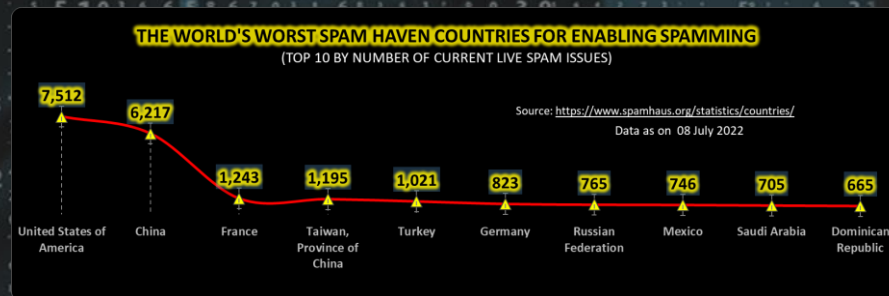 THE WORLD'S WORST SPAM HAVEN COUNTRIES FOR ENABLING SPAMMING
(TOP 10 BY NUMBER OF CURRENT LIVE SPAM ISSUES)
Source: https://www.spamhaus.org/statistics/countries/
Data as on 08 July 2022
7,512
6,217
1,243
1,195
1,021
823
765
746
705
665
United States of
America
China
France
Taiwan,
Province of
China
Turkey
Germany
Russian
Federation
Mexico
Saudi Arabia
Dominican
Republic